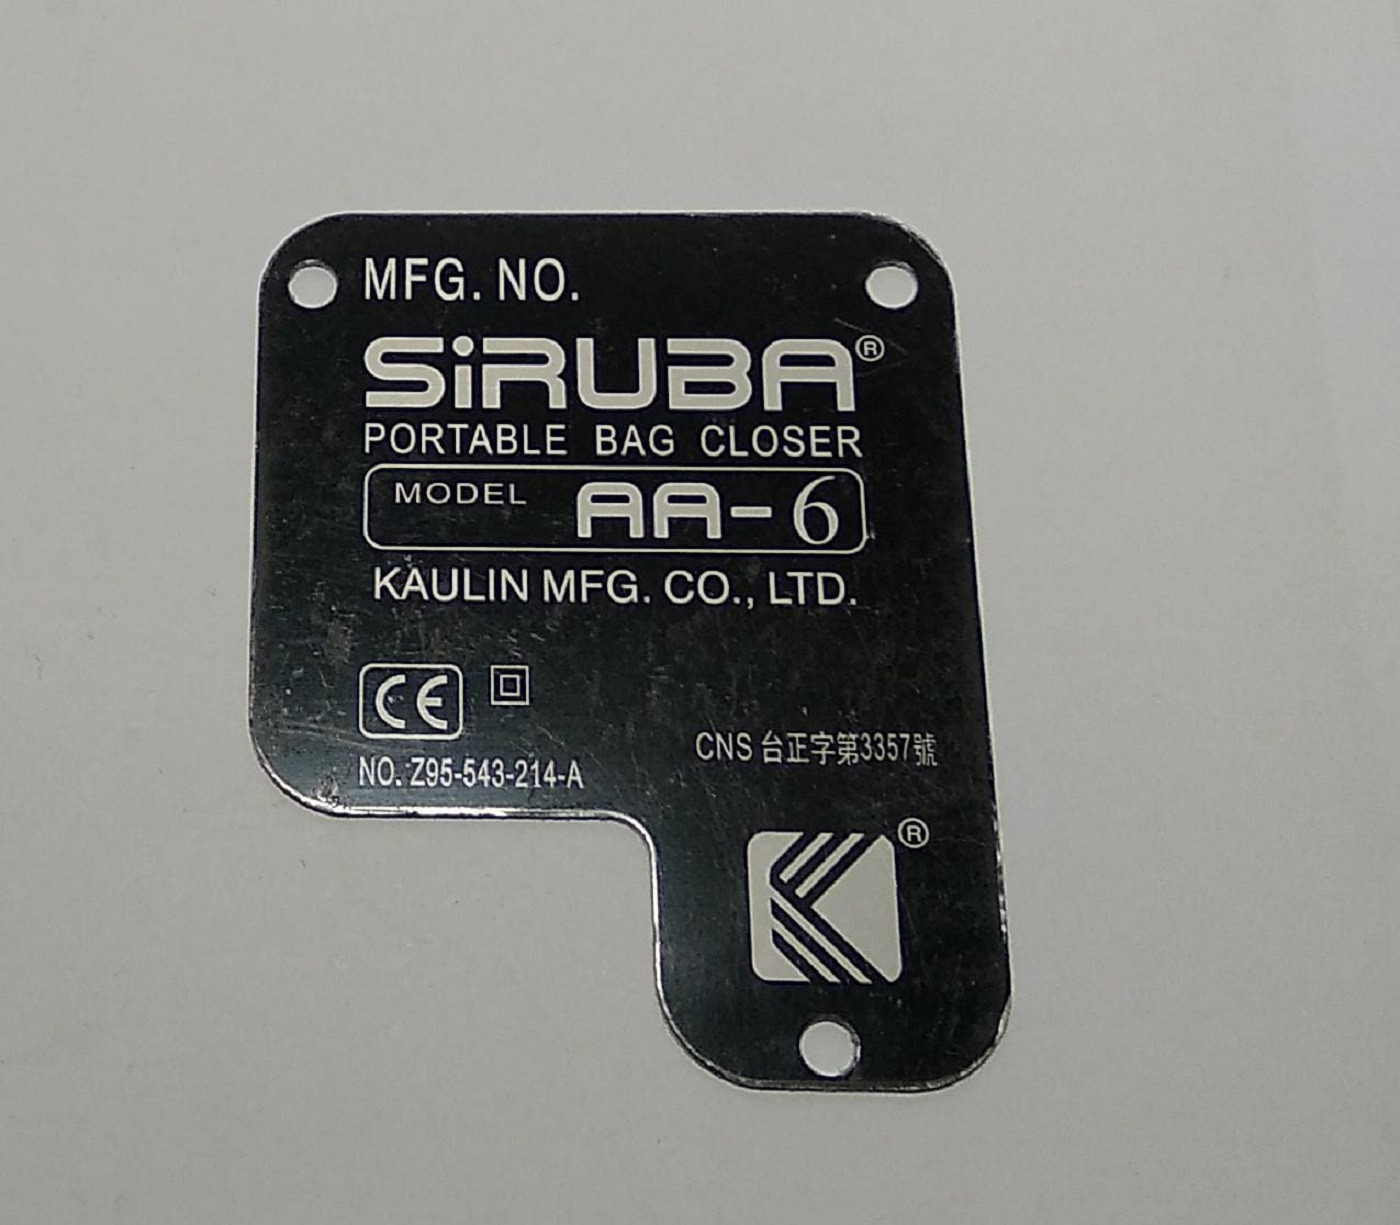 MFG. NO.
SiRUBA®
PORTABLE BAG CLOSER
MODEL AA-6
KAULIN MFG. CO., LTD.
CE
CNS 台正字第3357號
NO. Z95-543-214-A
K®